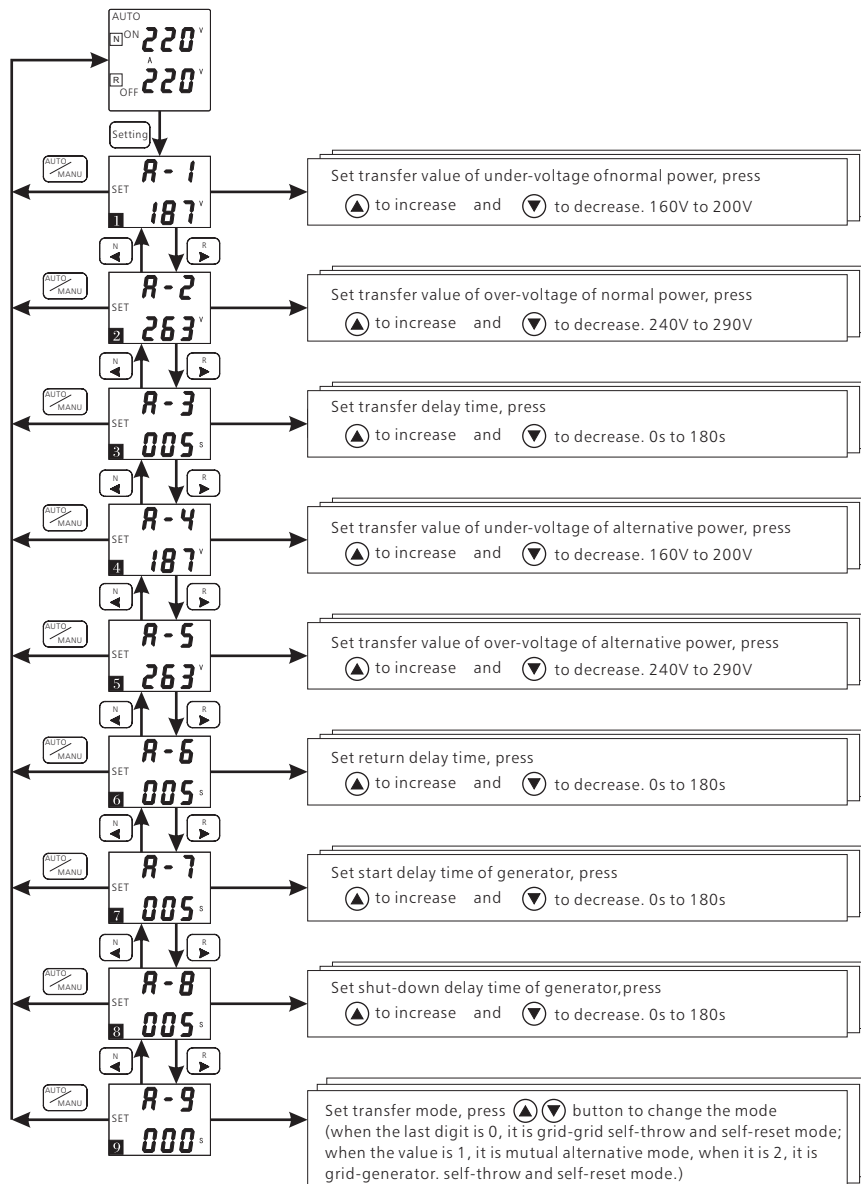 AUTO
N ON 220 V
R OFF 220 V
Setting
AUTO/MANU
SET
A-1
1 187 V
Set transfer value of under-voltage ofnormal power, press
▲ to increase and ▼ to decrease. 160V to 200V
N ◀ R ▶
AUTO/MANU
SET
A-2
2 263 V
Set transfer value of over-voltage of normal power, press
▲ to increase and ▼ to decrease. 240V to 290V
N ◀ R ▶
AUTO/MANU
SET
A-3
3 005 s
Set transfer delay time, press
▲ to increase and ▼ to decrease. 0s to 180s
N ◀ R ▶
AUTO/MANU
SET
A-4
4 187 V
Set transfer value of under-voltage of alternative power, press
▲ to increase and ▼ to decrease. 160V to 200V
N ◀ R ▶
AUTO/MANU
SET
A-5
5 263 V
Set transfer value of over-voltage of alternative power, press
▲ to increase and ▼ to decrease. 240V to 290V
N ◀ R ▶
AUTO/MANU
SET
A-6
6 005 s
Set return delay time, press
▲ to increase and ▼ to decrease. 0s to 180s
N ◀ R ▶
AUTO/MANU
SET
A-7
7 005 s
Set start delay time of generator, press
▲ to increase and ▼ to decrease. 0s to 180s
N ◀ R ▶
AUTO/MANU
SET
A-8
8 005 s
Set shut-down delay time of generator,press
▲ to increase and ▼ to decrease. 0s to 180s
N ◀ R ▶
AUTO/MANU
SET
A-9
9 000 s
Set transfer mode, press ▲▼ button to change the mode
(when the last digit is 0, it is grid-grid self-throw and self-reset mode;
when the value is 1, it is mutual alternative mode, when it is 2, it is
grid-generator. self-throw and self-reset mode.)